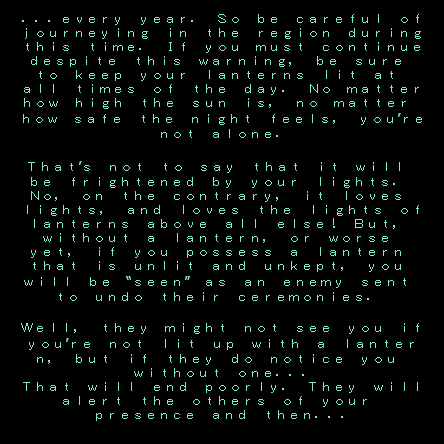 ...every year. So be careful of
journeying in the region during
this time. If you must continue
despite this warning, be sure
to keep your lanterns lit at
all times of the day. No matter
how high the sun is, no matter
how safe the night feels, you're
not alone.

That's not to say that it will
be frightened by your lights.
No, on the contrary, it loves
lights, and loves the lights of
lanterns above all else! But,
without a lantern, or worse
yet, if you possess a lantern
that is unlit and unkept, you
will be "seen" as an enemy sent
to undo their ceremonies.

Well, they might not see you if
you're not lit up with a lanter
n, but if they do notice you
without one...
That will end poorly. They will
alert the others of your
presence and then...